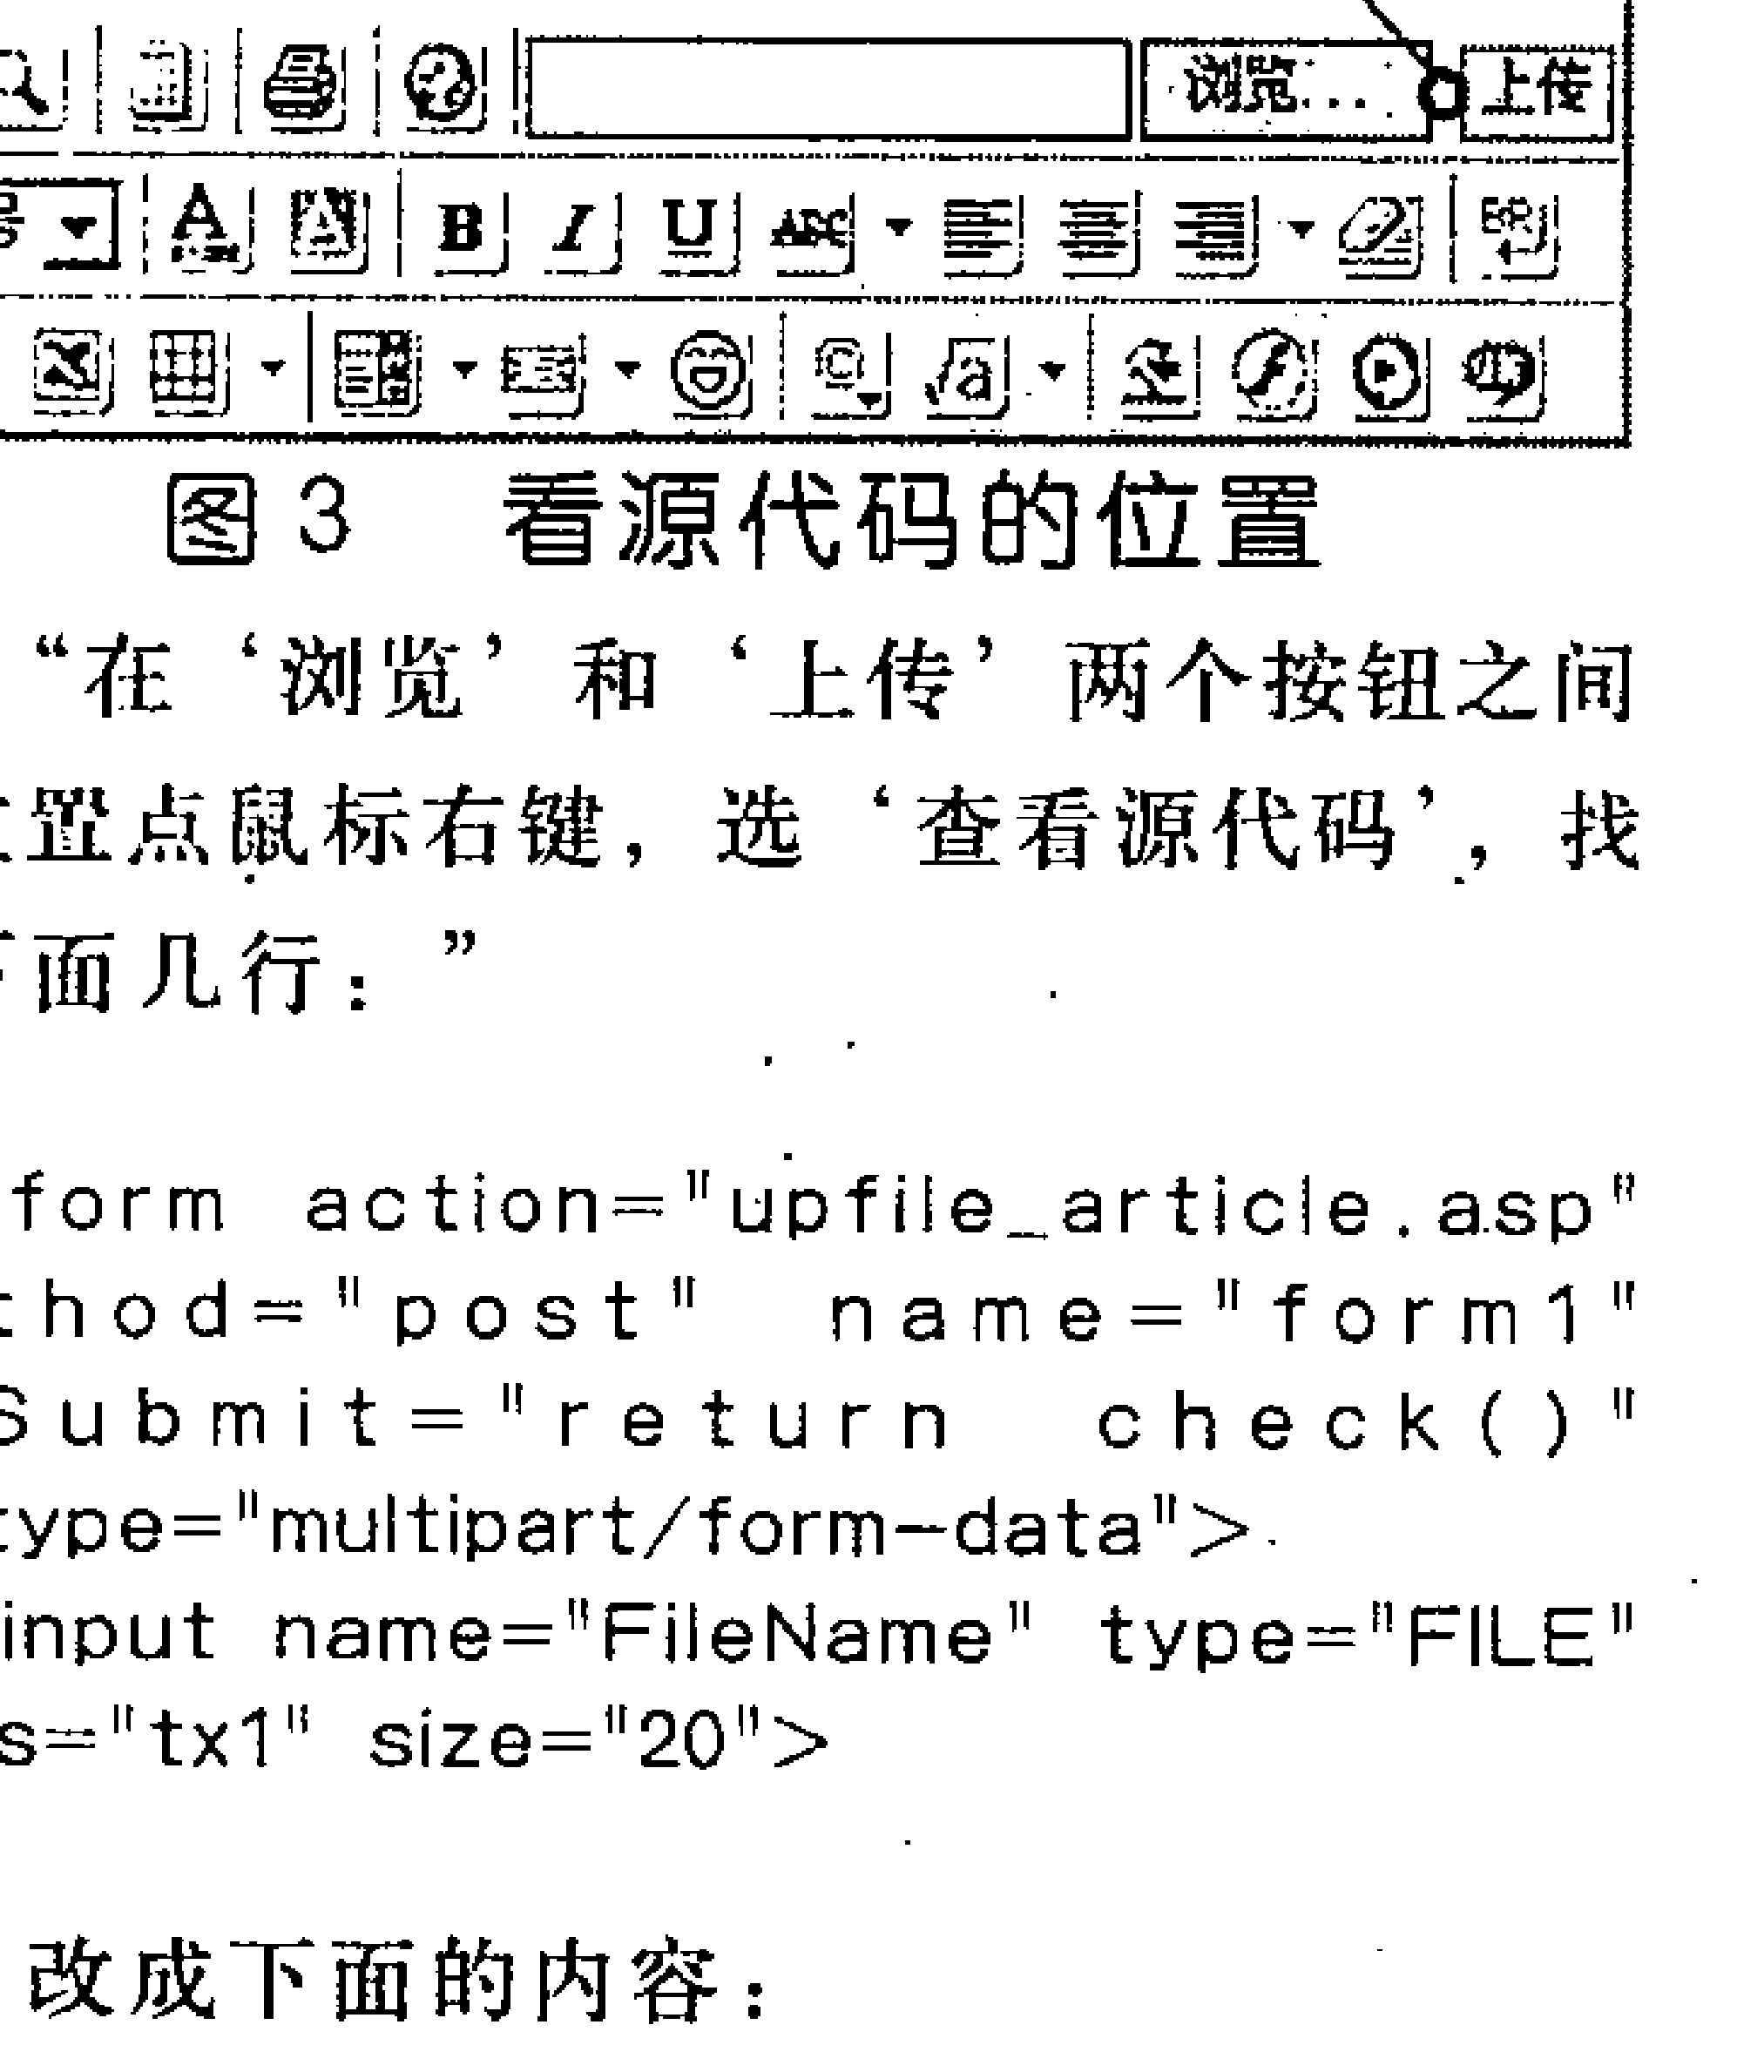 浏览... 上传
A A B I U ABC
C √a
图3 看源代码的位置
“在‘浏览’和‘上传’两个按钮之间
置点鼠标右键，选‘查看源代码’，找
面几行：”
form action="upfile_article.asp"
thod="post" name="form1"
Submit="return check()"
type="multipart/form-data">
input name="FileName" type="FILE"
s="tx1" size="20">
改成下面的内容：